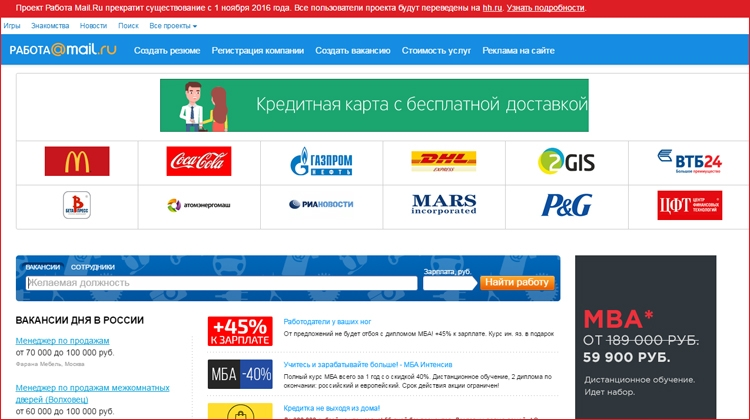 Проект Работа Mail.Ru прекратит существование с 1 ноября 2016 года. Все пользователи проекта будут переведены на hh.ru. Узнать подробности.
Игры Знакомства Новости Поиск Все проекты
РАБОТА@mail.ru Создать резюме Регистрация компании Создать вакансию Стоимость услуг Реклама на сайте
Кредитная карта с бесплатной доставкой
Coca-Cola ГАЗПРОМ НЕФТЬ DHL EXPRESS 2GIS ВТБ24 Больше преимуществ
В БЕТА ПРЕСС атомэнергомаш РИАНОВОСТИ MARS incorporated P&G ЦФТ ЦЕНТР ФИНАНСОВЫХ ТЕХНОЛОГИЙ
ВАКАНСИИ СОТРУДНИКИ Зарплата, руб.
Желаемая должность Найти работу
ВАКАНСИИ ДНЯ В РОССИИ
Менеджер по продажам
от 70 000 до 100 000 руб.
Фарана Мебель, Москва
Менеджер по продажам межкомнатных
дверей (Волховец)
от 60 000 до 100 000 руб.
+45%
К ЗАРПЛАТЕ
Работодатели у ваших ног
От предложений не будет отбоя с дипломом МБА! +45% к зарплате. Курс ин. яз. в подарок
МБА -40%
Учитесь и зарабатывайте больше! - МБА Интенсив
Полный курс МБА всего за 1 год со скидкой 40%. Дистанционное обучение, 2 диплома по
окончании: российский и европейский. Срок действия акции ограничен!
Кредитка не выходя из дома!
MBA*
ОТ 189 000 РУБ.
59 900 РУБ.
Дистанционное обучение.
Идет набор.